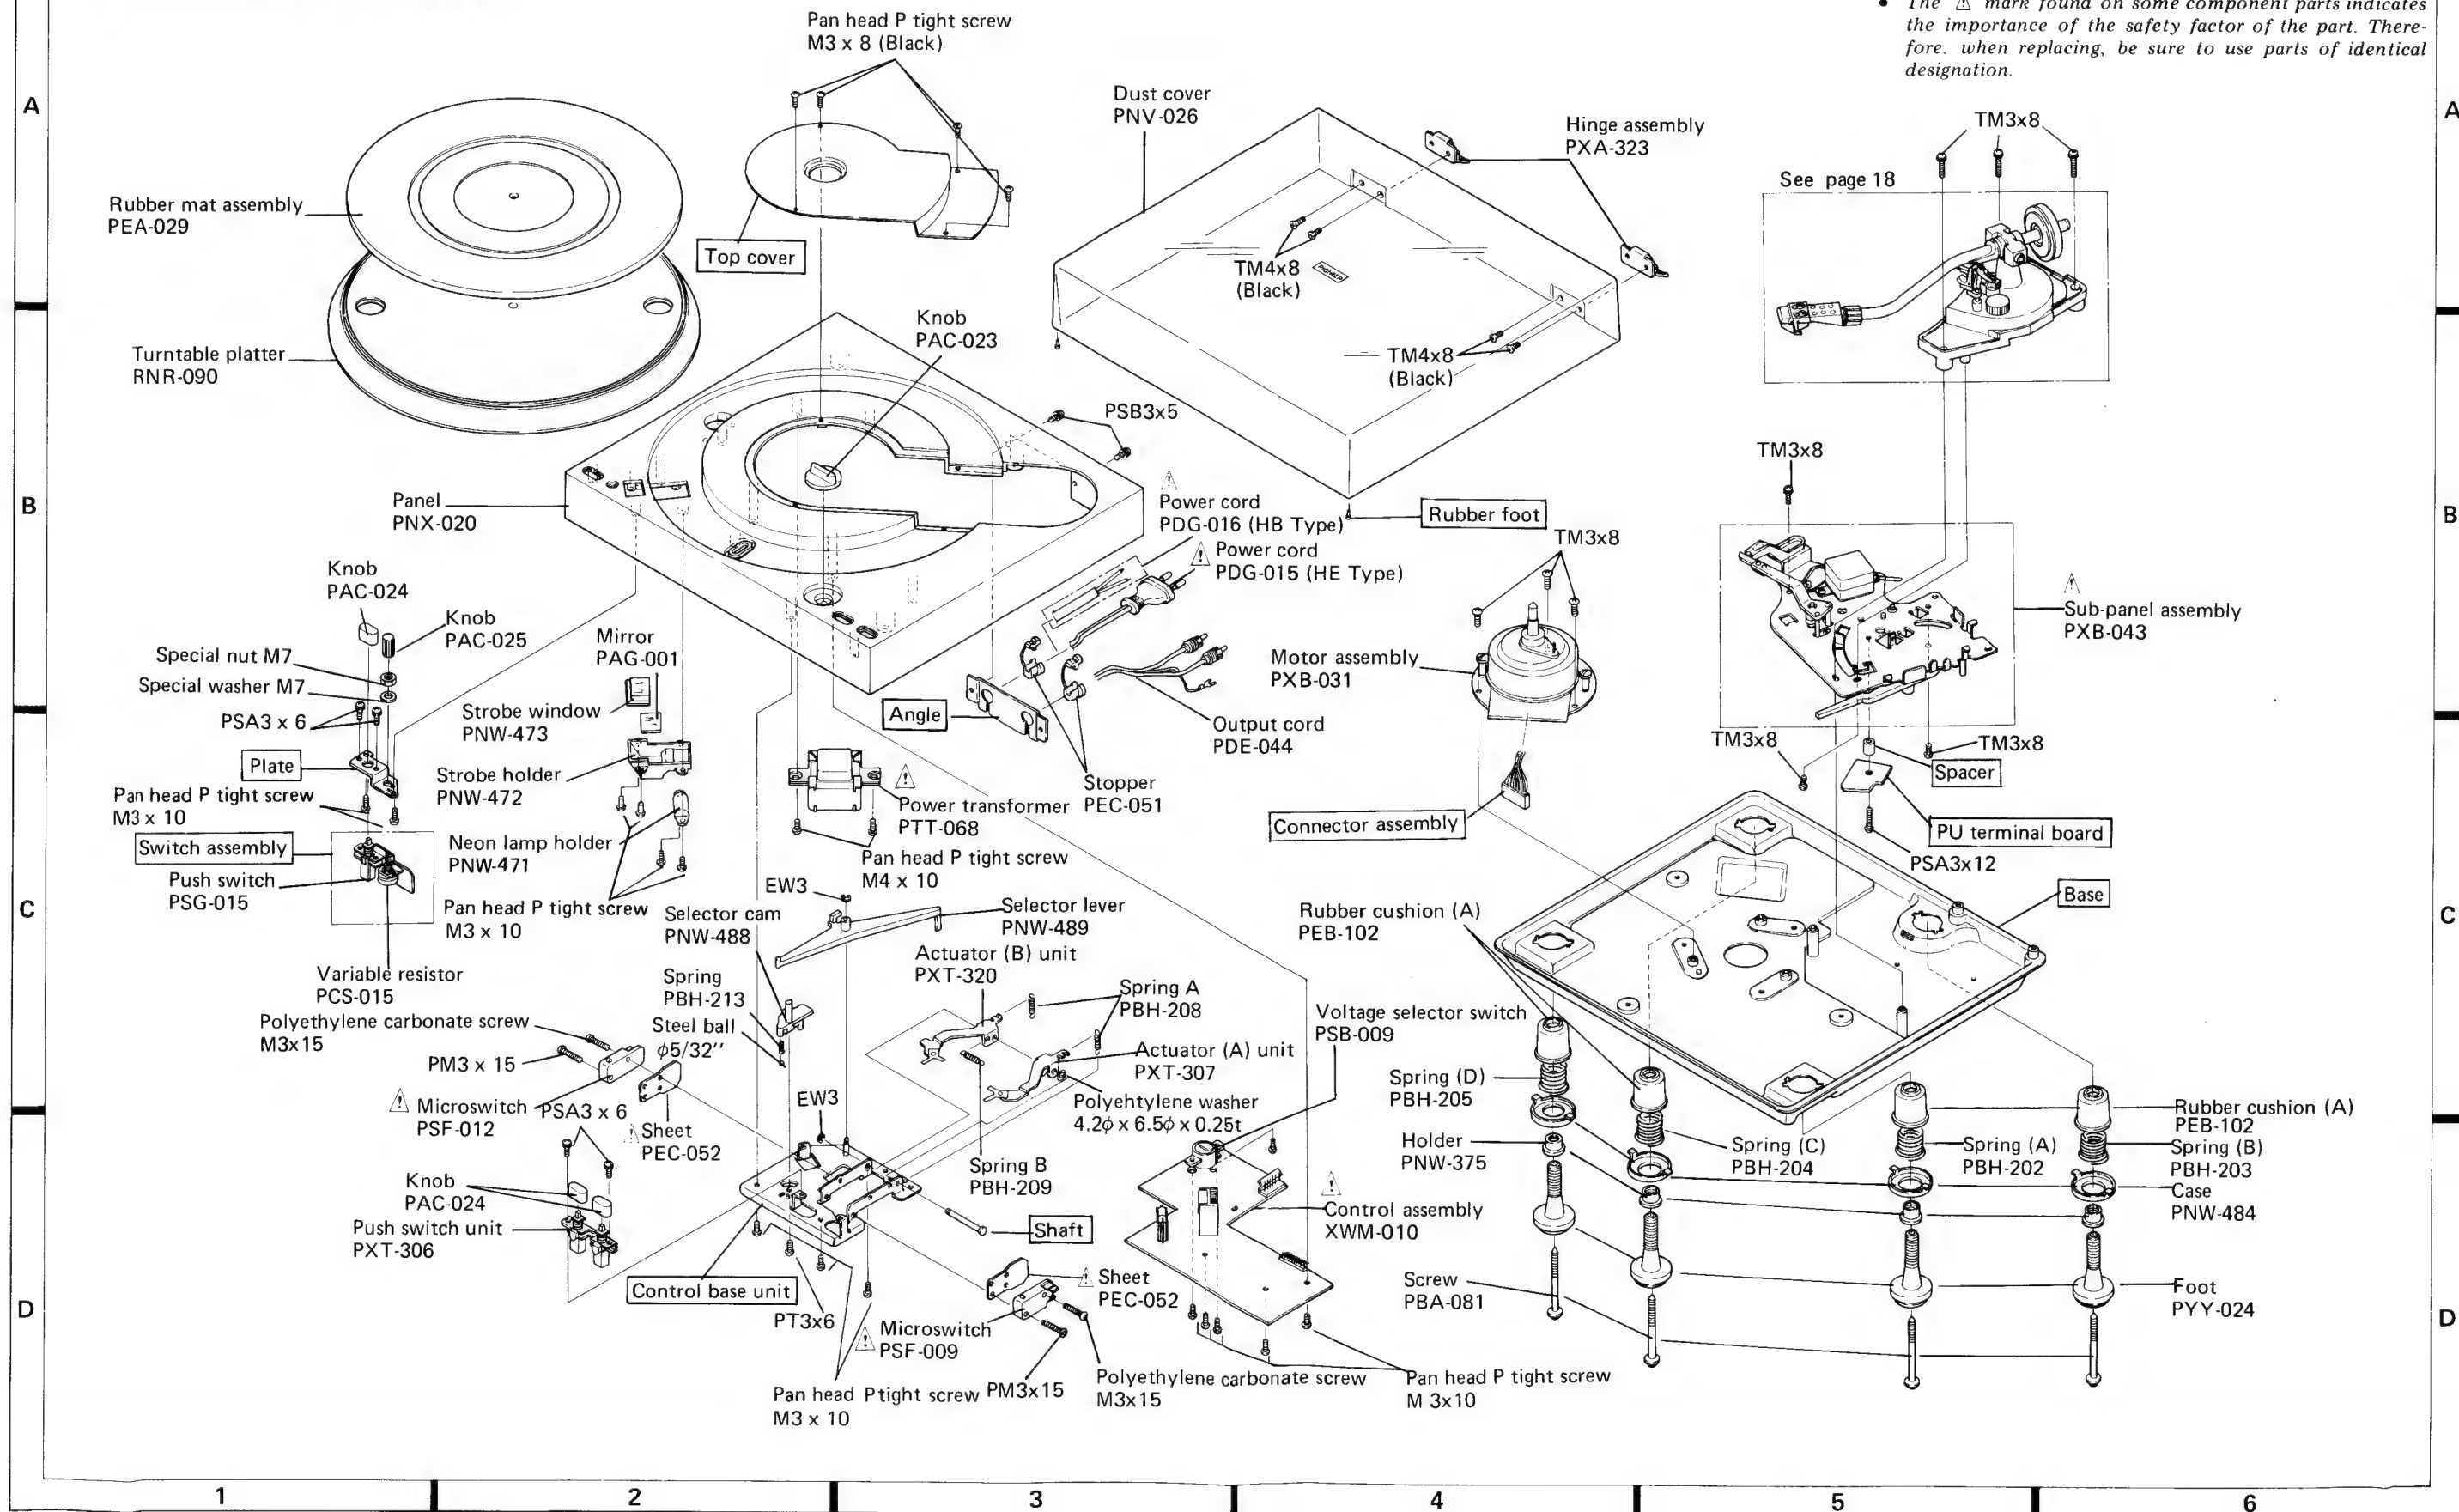 • The ⚠ mark found on some component parts indicates
the importance of the safety factor of the part. There-
fore. when replacing, be sure to use parts of identical
designation.
Pan head P tight screw
M3 x 8 (Black)
A
A
Dust cover
PNV-026
Hinge assembly
PXA-323
TM3x8
See page 18
Rubber mat assembly
PEA-029
Top cover
TM4x8
(Black)
PIONEER
Knob
PAC-023
Turntable platter
RNR-090
TM4x8
(Black)
PSB3x5
TM3x8
Panel
PNX-020
⚠
Power cord
PDG-016 (HB Type)
⚠ Power cord
PDG-015 (HE Type)
Rubber foot
B
B
TM3x8
Knob
PAC-024
Knob
PAC-025
Mirror
PAG-001
⚠
Sub-panel assembly
PXB-043
Special nut M7
Special washer M7
Motor assembly
PXB-031
PSA3 x 6
Strobe window
PNW-473
Angle
Output cord
PDE-044
TM3x8
TM3x8
Plate
Strobe holder
PNW-472
Spacer
Stopper
PEC-051
Pan head P tight screw
M3 x 10
⚠
Power transformer
PTT-068
Connector assembly
PU terminal board
Switch assembly
Neon lamp holder
PNW-471
Pan head P tight screw
M4 x 10
PSA3x12
Push switch
PSG-015
EW3
Base
C
C
Pan head P tight screw
M3 x 10
Selector cam
PNW-488
Selector lever
PNW-489
Rubber cushion (A)
PEB-102
Actuator (B) unit
PXT-320
Variable resistor
PCS-015
Spring
PBH-213
Spring A
PBH-208
Voltage selector switch
PSB-009
Polyethylene carbonate screw
M3x15
Steel ball
φ5/32''
PM3 x 15
Actuator (A) unit
PXT-307
Spring (D)
PBH-205
⚠ Microswitch
PSF-012
PSA3 x 6
EW3
Polyehtylene washer
4.2φ x 6.5φ x 0.25t
Rubber cushion (A)
PEB-102
⚠ Sheet
PEC-052
Holder
PNW-375
Spring (C)
PBH-204
Spring (A)
PBH-202
Spring (B)
PBH-203
Spring B
PBH-209
Knob
PAC-024
⚠
Control assembly
XWM-010
Case
PNW-484
Push switch unit
PXT-306
Shaft
Control base unit
⚠ Sheet
PEC-052
Screw
PBA-081
Foot
PYY-024
D
D
PT3x6
⚠ Microswitch
PSF-009
Pan head Ptight screw
M3 x 10
PM3x15
Polyethylene carbonate screw
M3x15
Pan head P tight screw
M 3x10
1
2
3
4
5
6